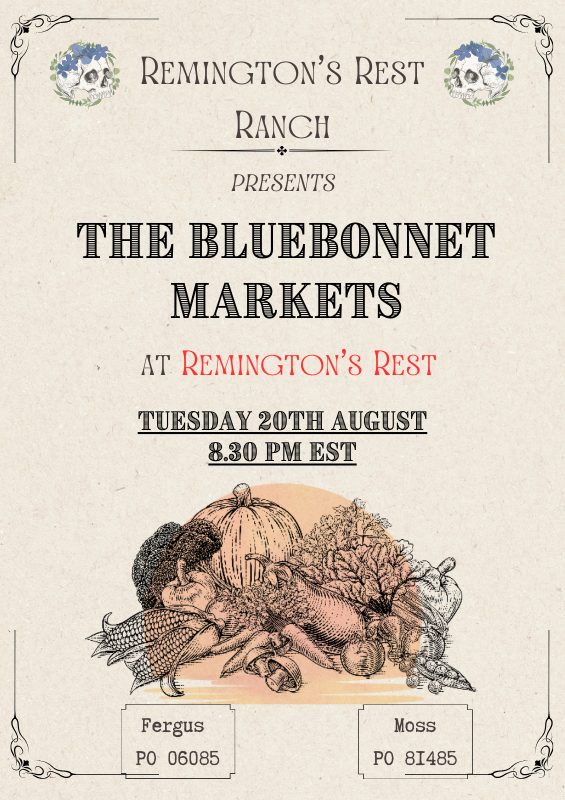 Remington's Rest
Ranch
PRESENTS
THE BLUEBONNET
MARKETS
AT Remington's Rest
TUESDAY 20TH AUGUST
8.30 PM EST
Fergus
PO 06085
Moss
PO 81485